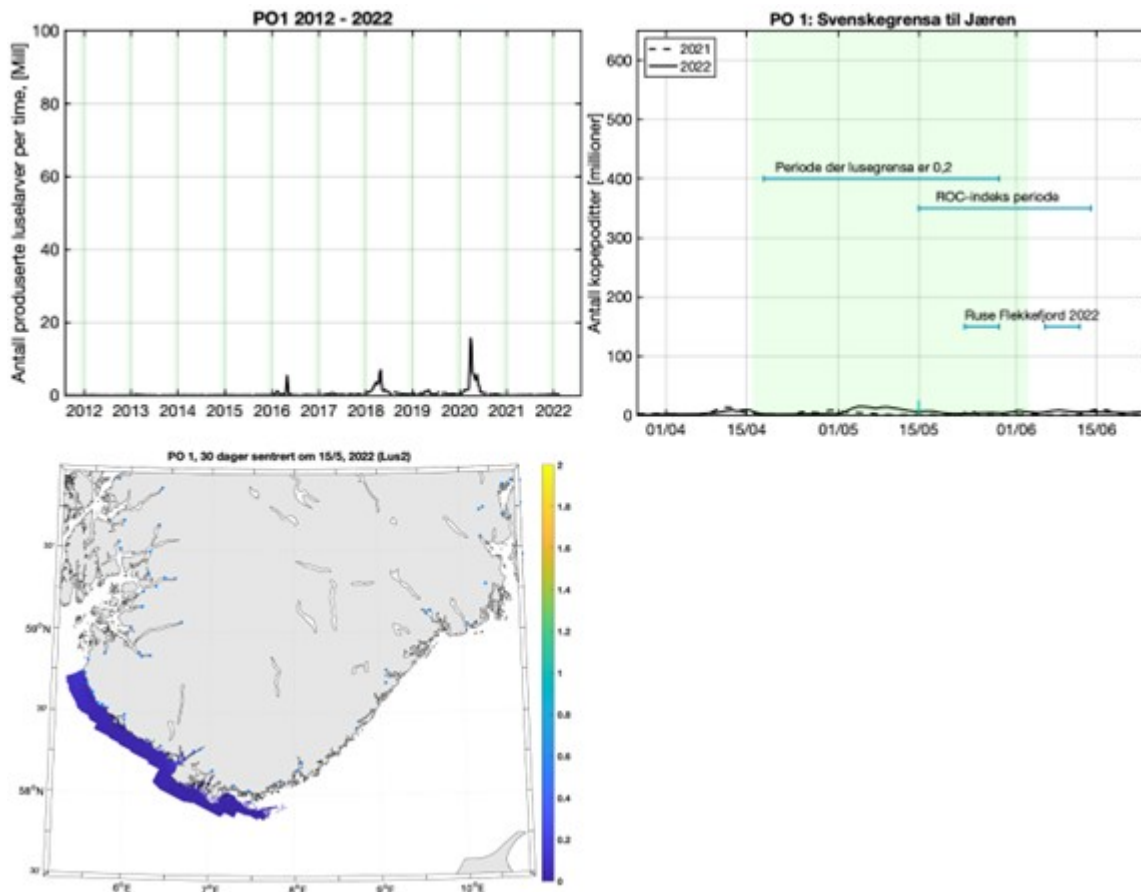 PO1 2012 - 2022
Antall produserte luselarver per time, [Mill]
100
80
60
40
20
0
2012 2013 2014 2015 2016 2017 2018 2019 2020 2021 2022
PO 1: Svenskegrensa til Jæren
2021
2022
Antall kopepoditter [millioner]
600
500
400
300
200
100
0
Periode der lusegrensa er 0,2
ROC-indeks periode
Ruse Flekkefjord 2022
01/04 15/04 01/05 15/05 01/06 15/06
PO 1, 30 dager sentrert om 15/5, 2022 (Lus2)
30'
59°N
30'
58°N
30'
6°E 7°E 8°E 9°E 10°E
2
1.8
1.6
1.4
1.2
1
0.8
0.6
0.4
0.2
0